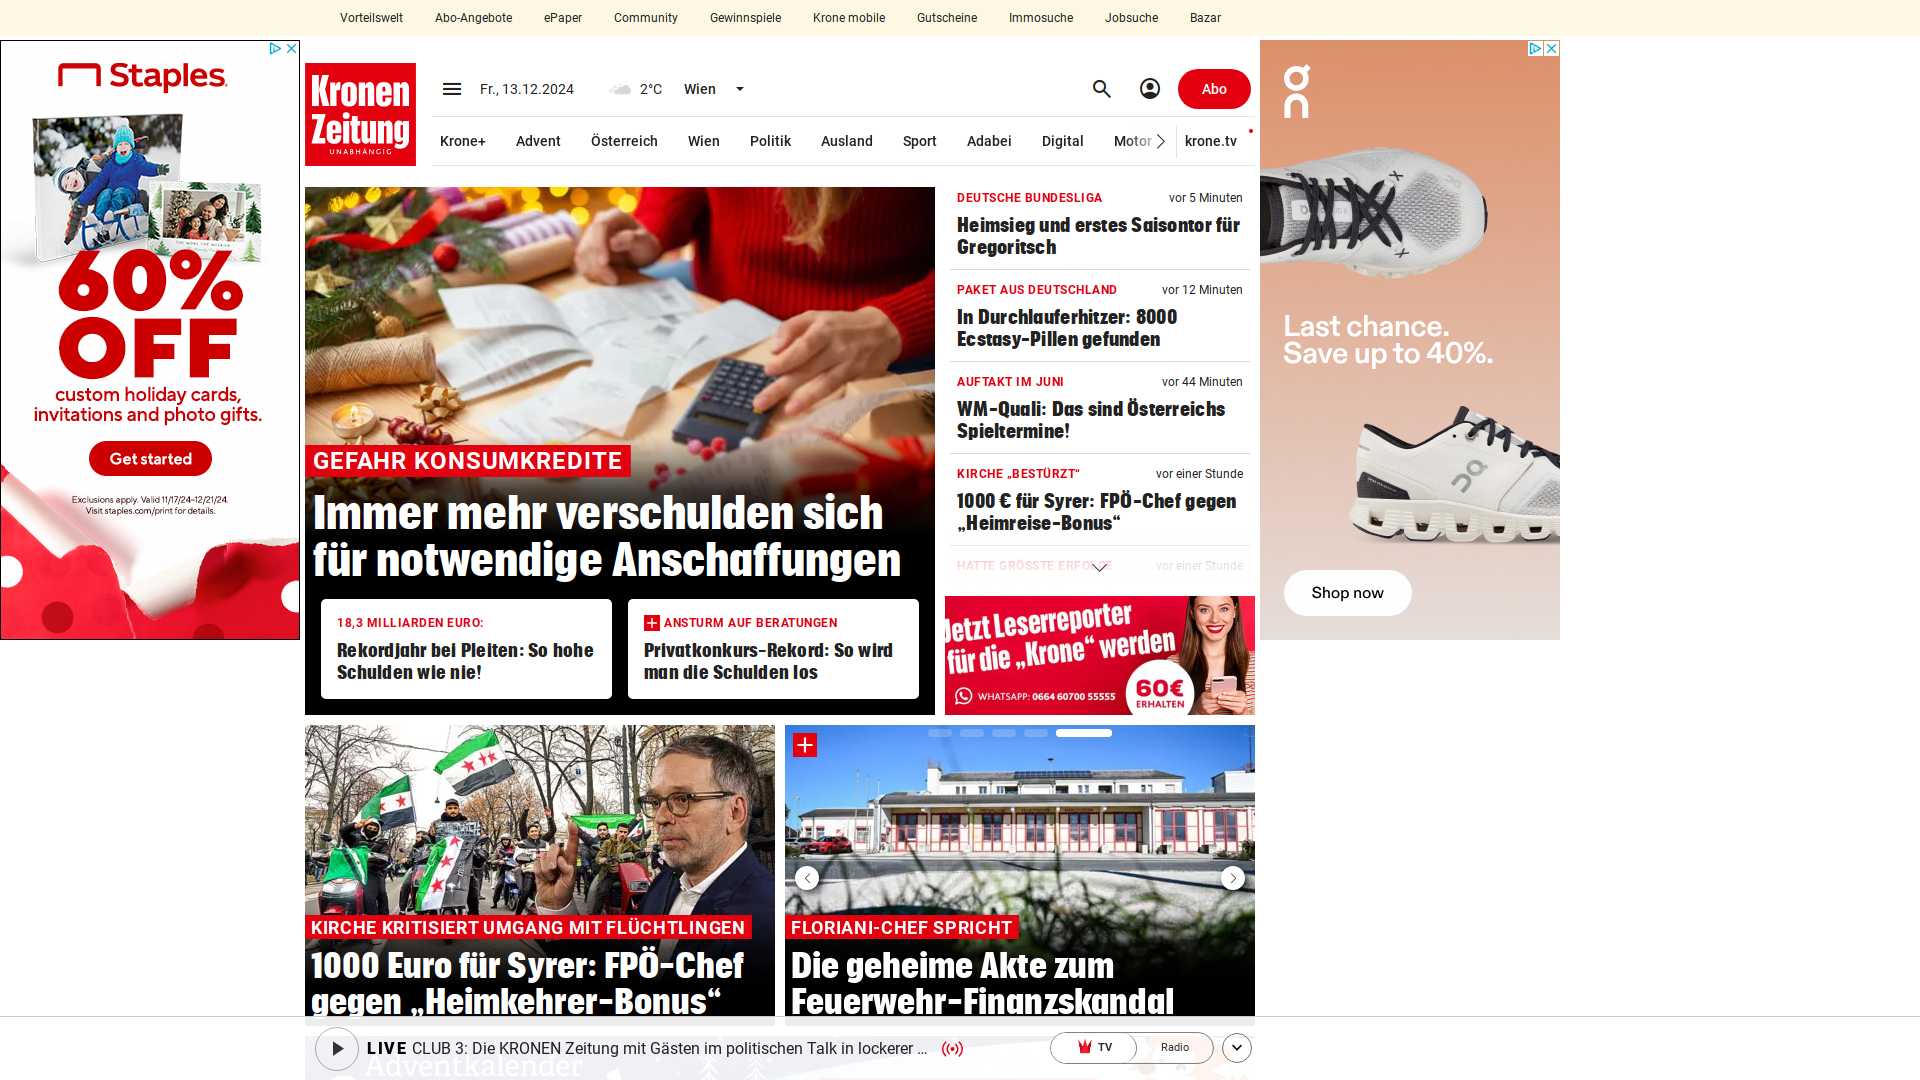 Vorteilswelt Abo-Angebote ePaper Community Gewinnspiele Krone mobile Gutscheine Immosuche Jobsuche Bazar
Staples
60%
OFF
custom holiday cards,
invitations and photo gifts.
Get started
Exclusions apply. Valid 11/17/24–12/21/24.
Visit staples.com/print for details.
Kronen
Zeitung
UNABHÄNGIG
Fr., 13.12.2024
2°C
Wien
Abo
Krone+ Advent Österreich Wien Politik Ausland Sport Adabei Digital Motor krone.tv
GEFAHR KONSUMKREDITE
Immer mehr verschulden sich
für notwendige Anschaffungen
18,3 MILLIARDEN EURO:
Rekordjahr bei Pleiten: So hohe
Schulden wie nie!
ANSTURM AUF BERATUNGEN
Privatkonkurs-Rekord: So wird
man die Schulden los
DEUTSCHE BUNDESLIGA vor 5 Minuten
Heimsieg und erstes Saisontor für
Gregoritsch
PAKET AUS DEUTSCHLAND vor 12 Minuten
In Durchlauferhitzer: 8000
Ecstasy-Pillen gefunden
AUFTAKT IM JUNI vor 44 Minuten
WM-Quali: Das sind Österreichs
Spieltermine!
KIRCHE „BESTÜRZT“ vor einer Stunde
1000 € für Syrer: FPÖ-Chef gegen
„Heimreise-Bonus“
HATTE GRÖSSTE ERFOLGE vor einer Stunde
Jetzt Leserreporter
für die „Krone“ werden
WHATSAPP: 0664 60700 55555
60€
ERHALTEN
Last chance.
Save up to 40%.
Shop now
KIRCHE KRITISIERT UMGANG MIT FLÜCHTLINGEN
1000 Euro für Syrer: FPÖ-Chef
gegen „Heimkehrer-Bonus“
FLORIANI-CHEF SPRICHT
Die geheime Akte zum
Feuerwehr-Finanzskandal
LIVE CLUB 3: Die KRONEN Zeitung mit Gästen im politischen Talk in lockerer ...
TV
Radio
Adventkalender